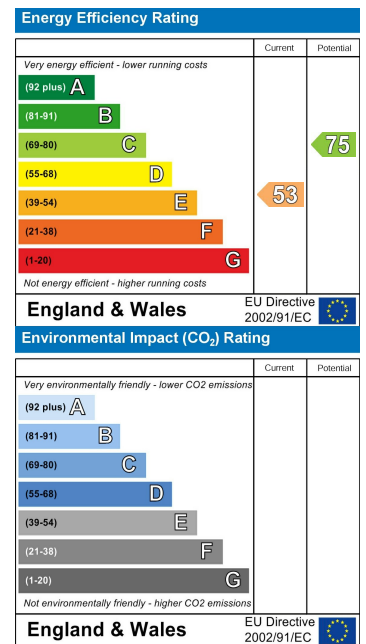 Energy Efficiency Rating
Current Potential
Very energy efficient - lower running costs
(92 plus) A
(81-91) B
(69-80) C
75
(55-68) D
(39-54) E
53
(21-38) F
(1-20) G
Not energy efficient - higher running costs
England & Wales
EU Directive
2002/91/EC
Environmental Impact (CO₂) Rating
Current Potential
Very environmentally friendly - lower CO2 emissions
(92 plus) A
(81-91) B
(69-80) C
(55-68) D
(39-54) E
(21-38) F
(1-20) G
Not environmentally friendly - higher CO2 emissions
England & Wales
EU Directive
2002/91/EC